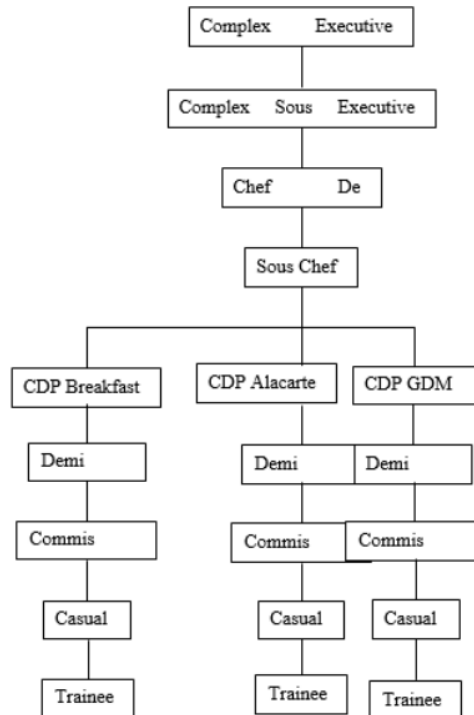 Complex Executive
Complex Sous Executive
Chef De
Sous Chef
CDP Breakfast
CDP Alacarte
CDP GDM
Demi
Demi
Demi
Commis
Commis
Commis
Casual
Casual
Casual
Trainee
Trainee
Trainee